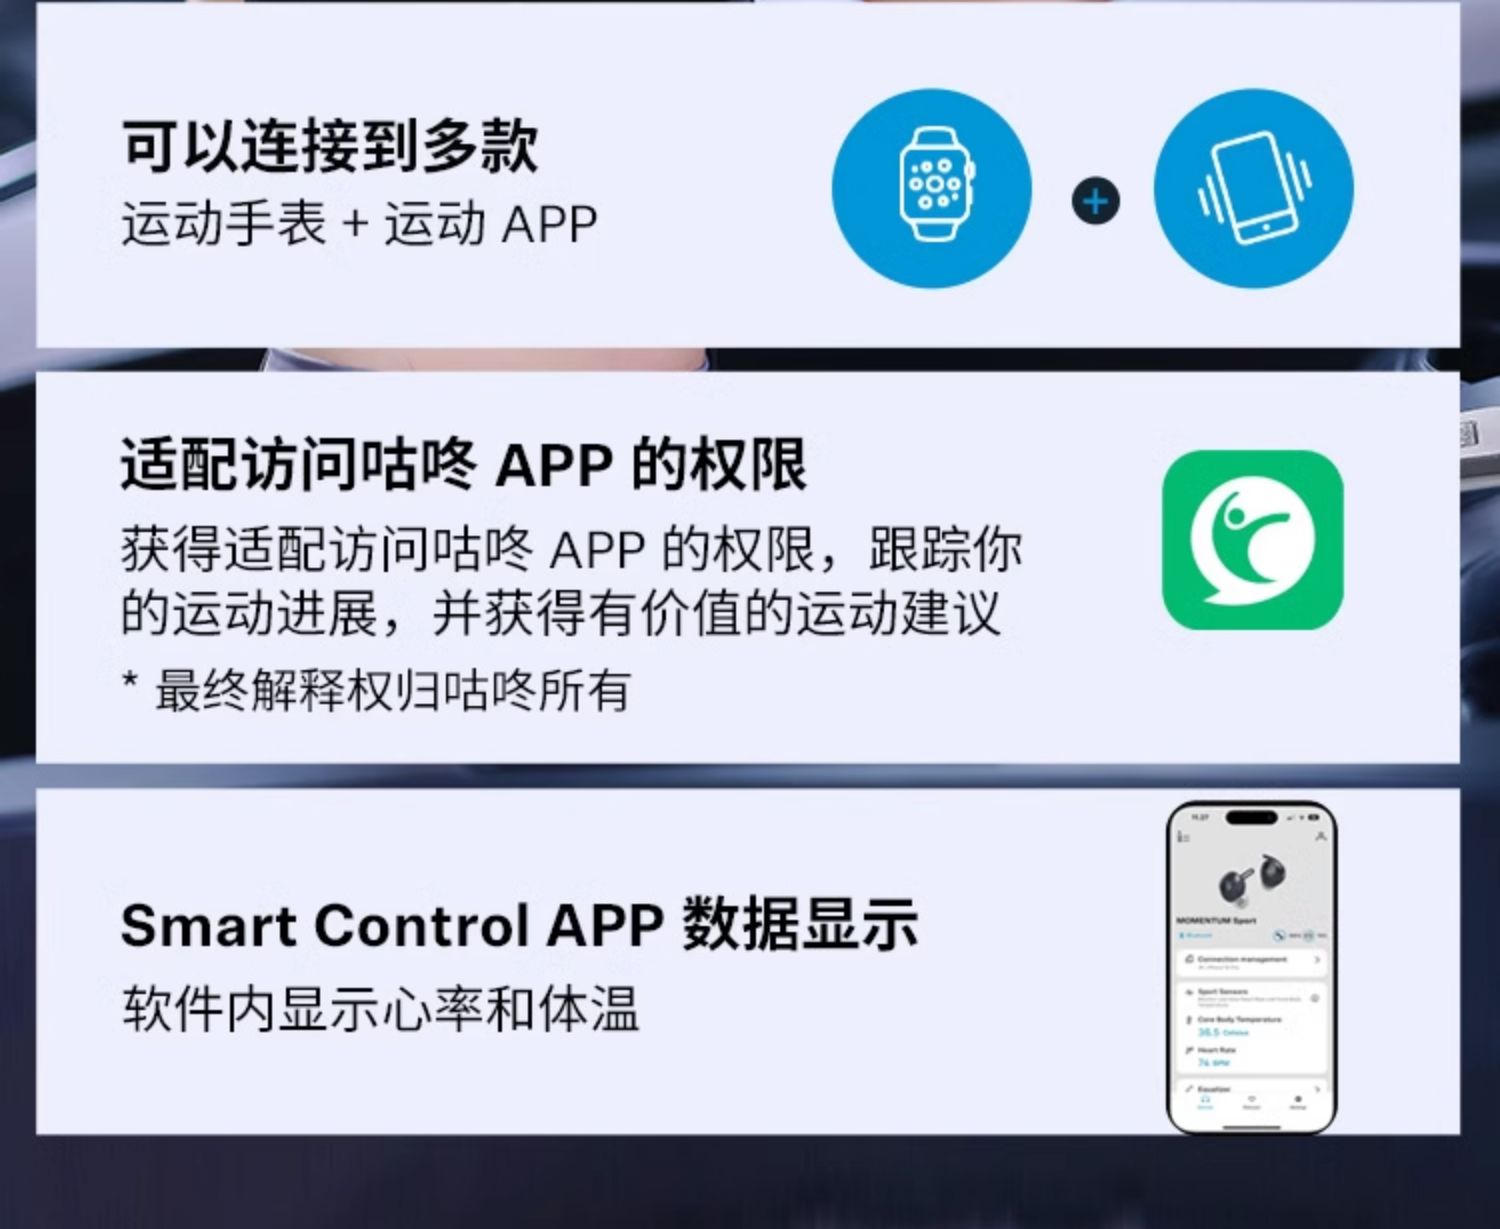 可以连接到多款
运动手表 + 运动 APP
适配访问咕咚 APP 的权限
获得适配访问咕咚 APP 的权限，跟踪你
的运动进展，并获得有价值的运动建议
* 最终解释权归咕咚所有
Smart Control APP 数据显示
软件内显示心率和体温
11:27
MOMENTUM Sport
Connection management
Sport Sensors
Core Body Temperature
36.5 Celsius
Heart Rate
74 BPM
Equalizer